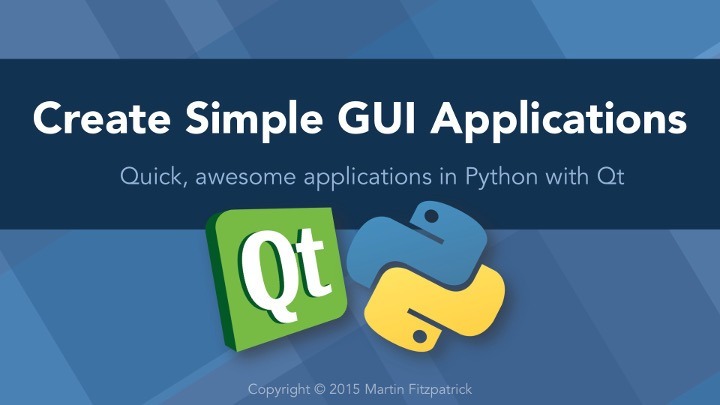 Create Simple GUI Applications
Quick, awesome applications in Python with Qt
Qt
Copyright © 2015 Martin Fitzpatrick